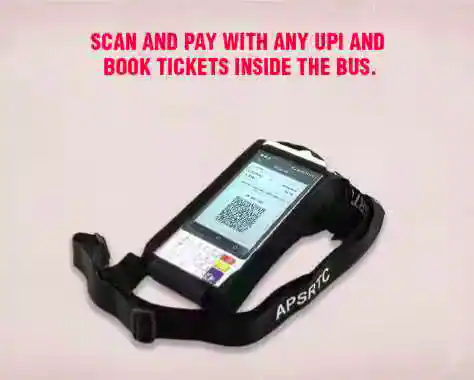 SCAN AND PAY WITH ANY UPI AND
BOOK TICKETS INSIDE THE BUS.
APSRTC